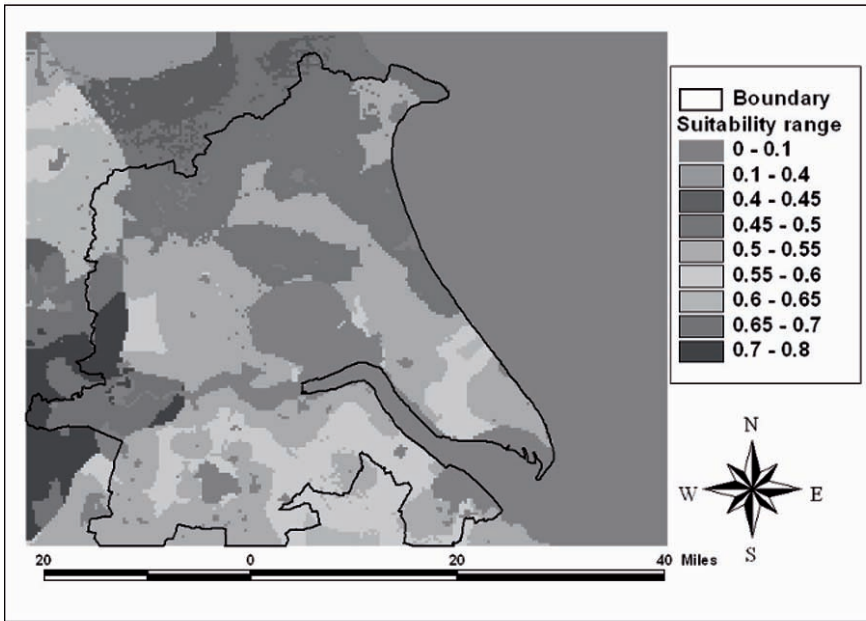 Boundary
Suitability range
0 - 0.1
0.1 - 0.4
0.4 - 0.45
0.45 - 0.5
0.5 - 0.55
0.55 - 0.6
0.6 - 0.65
0.65 - 0.7
0.7 - 0.8
N
W E
S
20 0 20 40 Miles